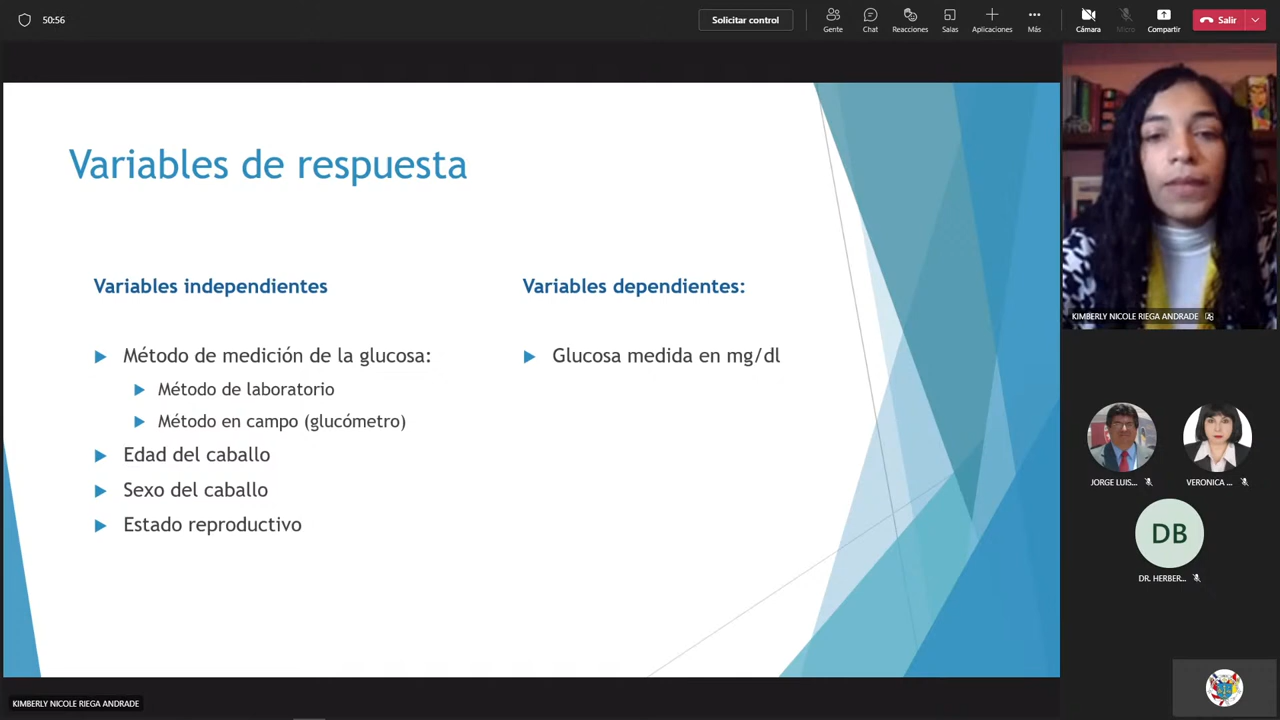 50:56
Solicitar control
Gente
Chat
Reacciones
Salas
Aplicaciones
Más
Cámara
Micro
Compartir
Salir
Variables de respuesta
Variables independientes
Método de medición de la glucosa:
Método de laboratorio
Método en campo (glucómetro)
Edad del caballo
Sexo del caballo
Estado reproductivo
Variables dependientes:
Glucosa medida en mg/dl
KIMBERLY NICOLE RIEGA ANDRADE
JORGE LUIS...
VERONICA ...
DB
DR. HERBER...
KIMBERLY NICOLE RIEGA ANDRADE